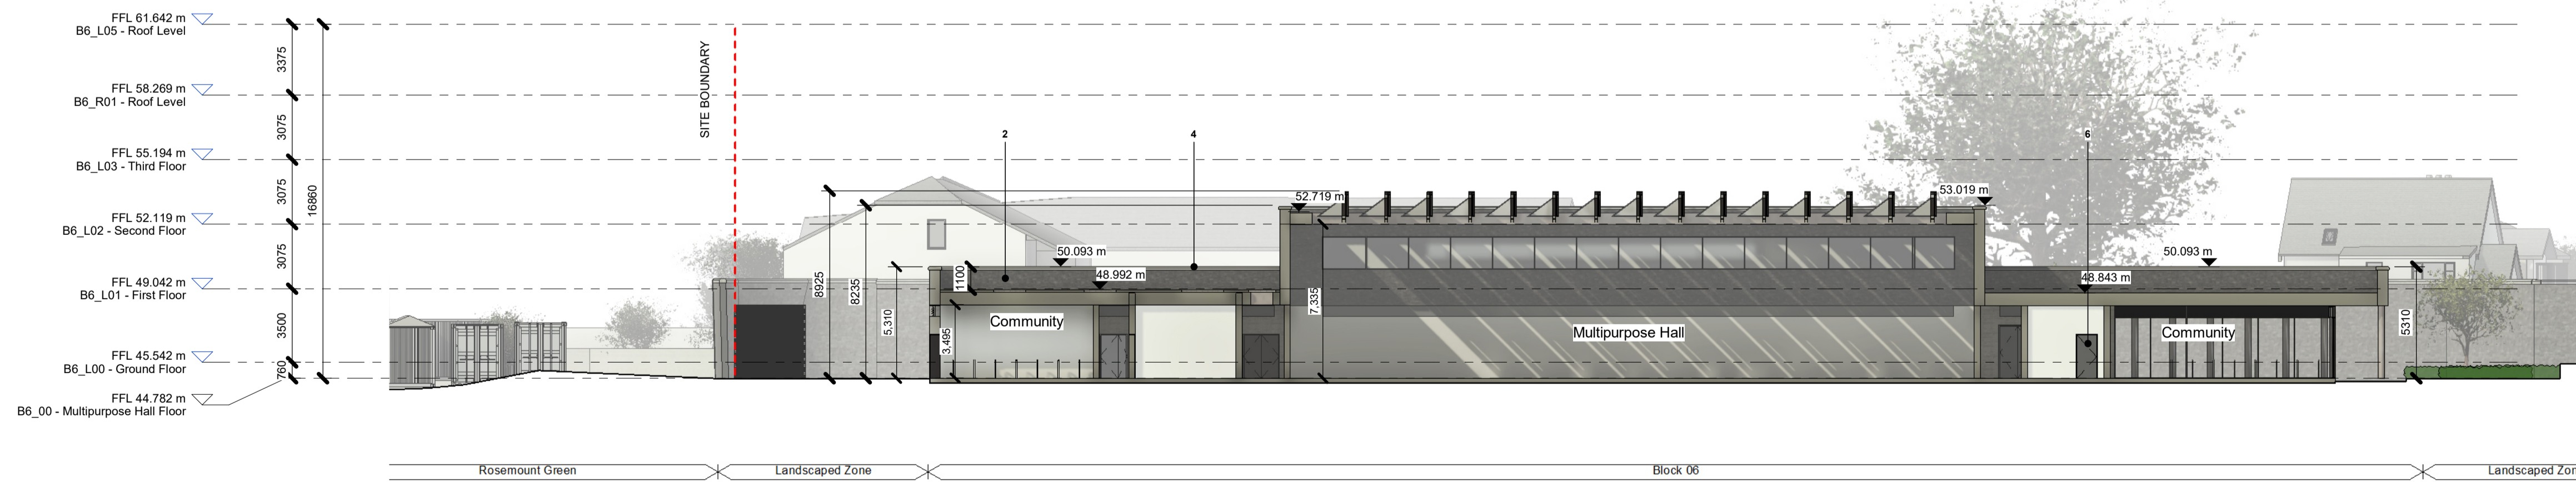 FFL 61.642 m
B6_L05 - Roof Level
3375
FFL 58.269 m
B6_R01 - Roof Level
3075
FFL 55.194 m
B6_L03 - Third Floor
3075
16860
FFL 52.119 m
B6_L02 - Second Floor
3075
FFL 49.042 m
B6_L01 - First Floor
3500
FFL 45.542 m
B6_L00 - Ground Floor
760
FFL 44.782 m
B6_00 - Multipurpose Hall Floor
SITE BOUNDARY
2
4
6
52.719 m
53.019 m
50.093 m
48.992 m
50.093 m
48.843 m
8925
8235
5,310
1100
3,495
7,335
5310
Community
Multipurpose Hall
Community
Rosemount Green
Landscaped Zone
Block 06
Landscaped Zon